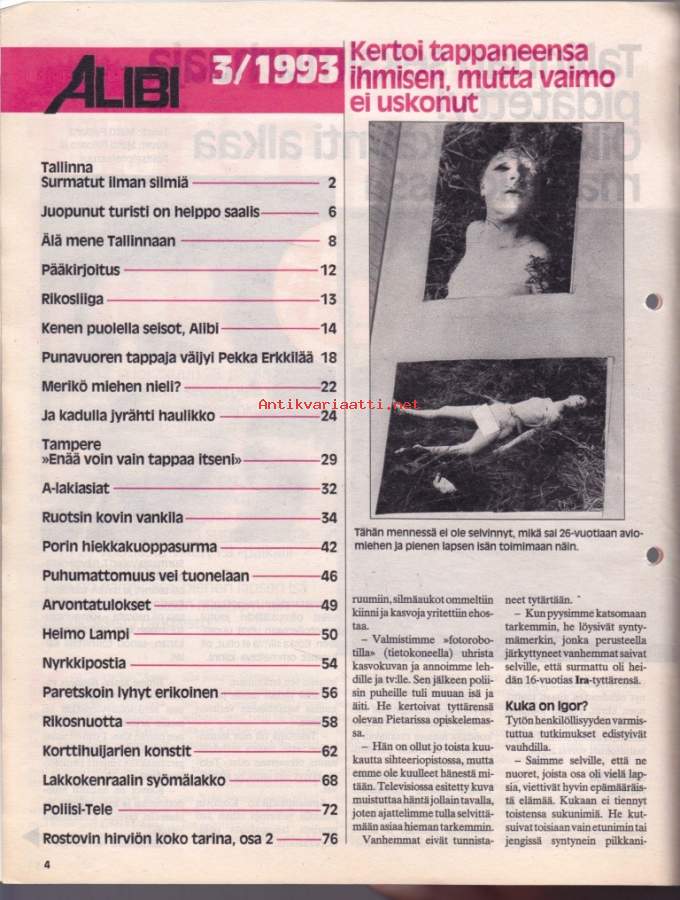 ALIBI 3/1993
Tallinna
Surmatut ilman silmiä 2
Juopunut turisti on helppo saalis 6
Älä mene Tallinnaan 8
Pääkirjoitus 12
Rikosliiga 13
Kenen puolella seisot, Alibi 14
Punavuoren tappaja väijyi Pekka Erkkilää 18
Merikö miehen nieli? 22
Ja kadulla jyrähti haulikko 24
Tampere
»Enää voin vain tappaa itseni» 29
A-lakiasiat 32
Ruotsin kovin vankila 34
Porin hiekkakuoppasurma 42
Puhumattomuus vei tuonelaan 46
Arvontatulokset 49
Heimo Lampi 50
Nyrkkipostia 54
Paretskoin lyhyt erikoinen 56
Rikosnuotta 58
Korttihuijarien konstit 62
Lakkokenraalin syömälakko 68
Poliisi-Tele 72
Rostovin hirviön koko tarina, osa 2 76
4
Kertoi tappaneensa
ihmisen, mutta vaimo
ei uskonut
Antikvariaatti.net
Tähän mennessä ei ole selvinnyt, mikä sai 26-vuotiaan avio-
miehen ja pienen lapsen isän toimimaan näin.
ruumiin, silmäaukot ommeltiin
kiinni ja kasvoja yritettiin ehos-
taa.
– Valmistimme »fotorobo-
tilla» (tietokoneella) uhrista
kasvokuvan ja annoimme leh-
dille ja tv:lle. Sen jälkeen polii-
sin puheille tuli muuan isä ja
äiti. He kertoivat tyttärensä
olevan Pietarissa opiskelemas-
sa.
– Hän on ollut jo toista kuu-
kautta sihteeriopistossa, mutta
emme ole kuulleet hänestä mi-
tään. Televisiossa esitetty kuva
muistuttaa häntä jollain tavalla,
joten ajattelimme tulla selvittä-
mään asiaa hieman tarkemmin.
Vanhemmat eivät tunnista-
neet tytärtään.
– Kun pyysimme katsomaan
tarkemmin, he löysivät synty-
mämerkin, jonka perusteella
järkyttyneet vanhemmat saivat
selville, että surmattu oli hei-
dän 16-vuotias Ira-tyttärensä.
Kuka on Igor?
Tytön henkilöllisyyden varmis-
tuttua tutkimukset edistyivät
vauhdilla.
– Saimme selville, että ne
nuoret, joista osa oli vielä lap-
sia, viettivät hyvin epämääräis-
tä elämää. Kukaan ei tiennyt
toistensa sukunimiä. He kut-
suivat toisiaan vain etunimin tai
jengissä syntynein pilkkani-